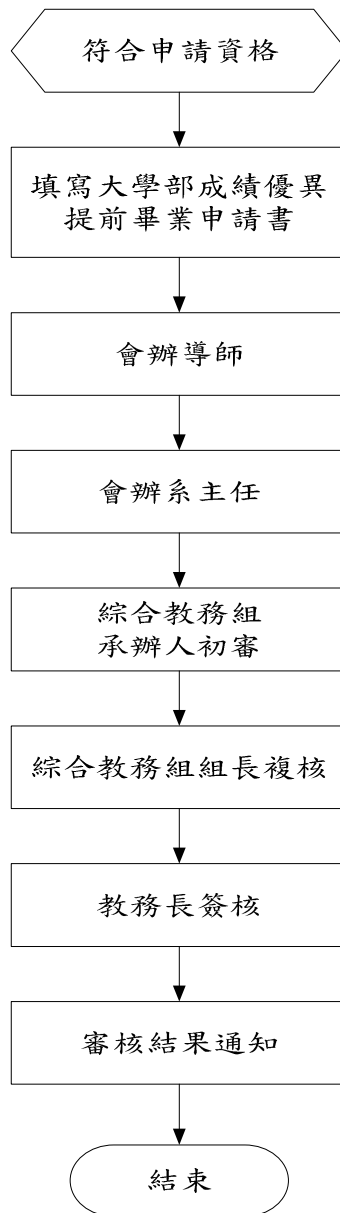 符合申請資格
填寫大學部成績優異
提前畢業申請書
會辦導師
會辦系主任
綜合教務組
承辦人初審
綜合教務組組長複核
教務長簽核
審核結果通知
結束